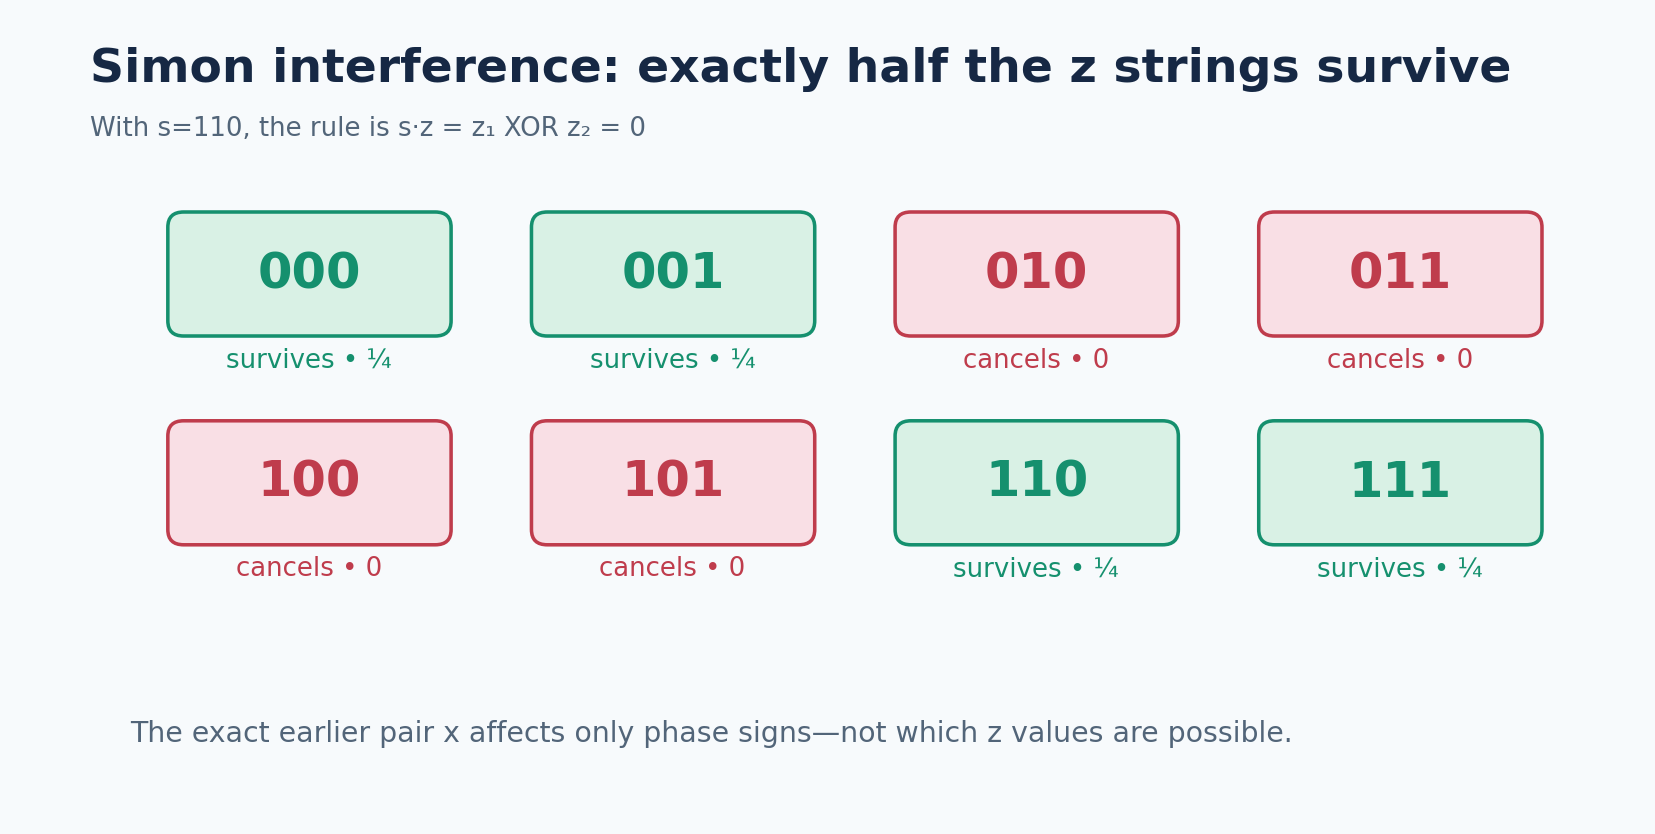 Simon interference: exactly half the z strings survive
With s=110, the rule is s·z = z₁ XOR z₂ = 0
000 001 010 011
survives • ¼ survives • ¼ cancels • 0 cancels • 0
100 101 110 111
cancels • 0 cancels • 0 survives • ¼ survives • ¼
The exact earlier pair x affects only phase signs—not which z values are possible.